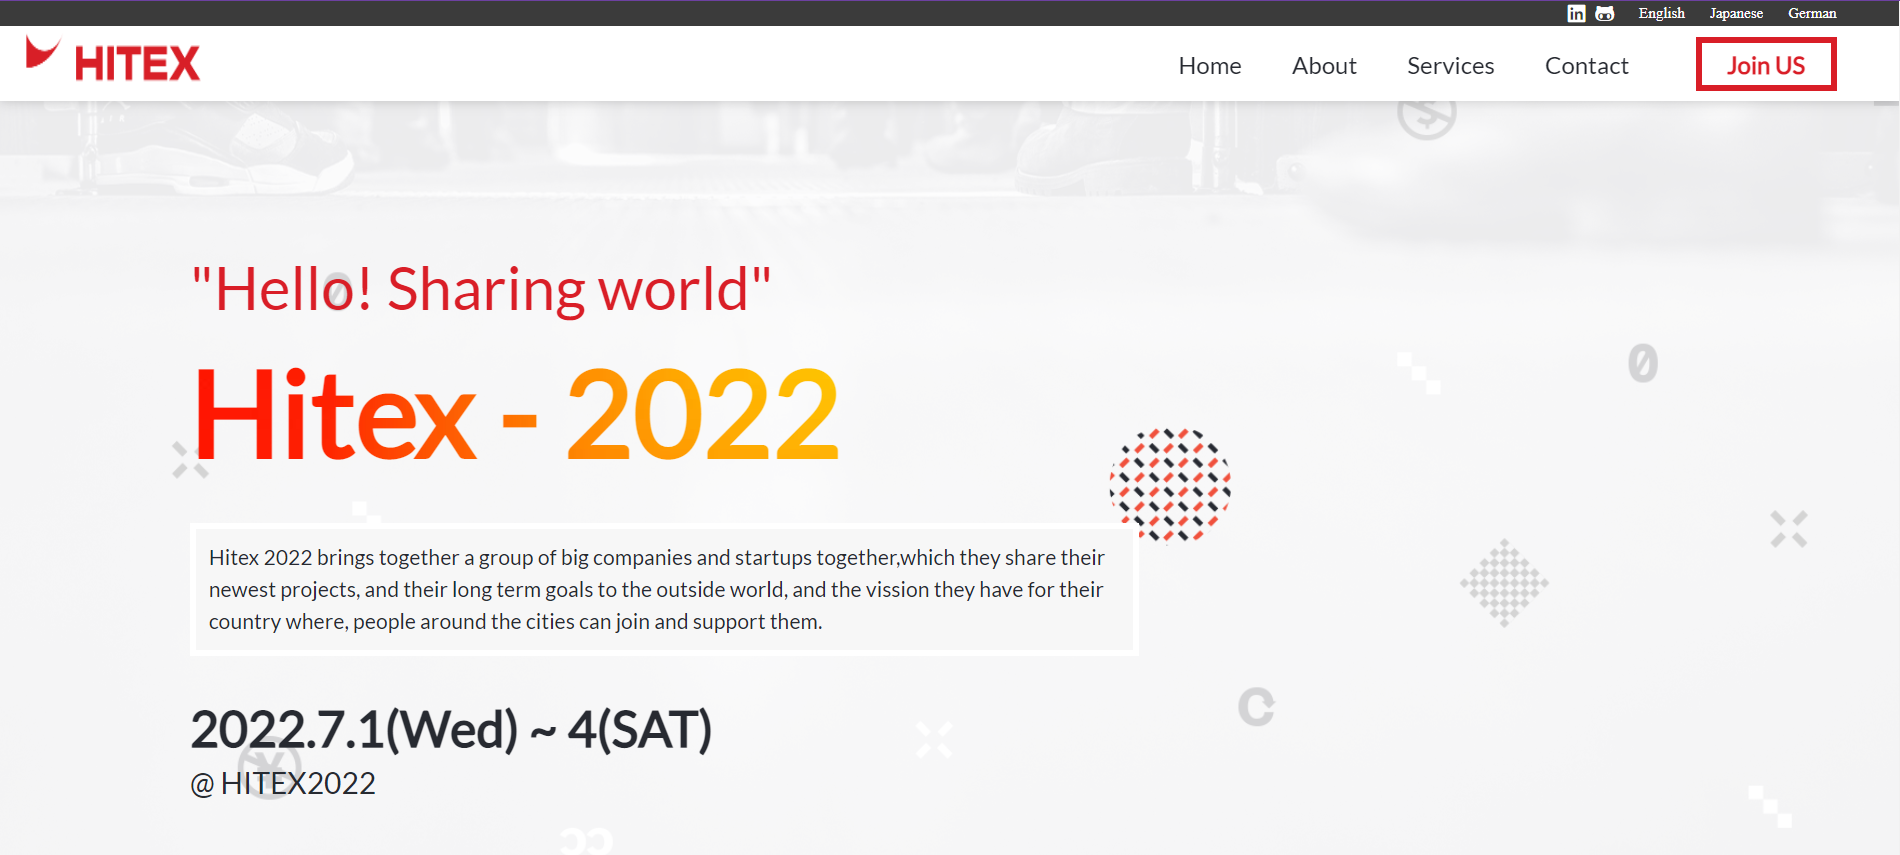 in
English Japanese German
HITEX
Home About Services Contact Join US
"Hello! Sharing world"
Hitex - 2022
Hitex 2022 brings together a group of big companies and startups together,which they share their
newest projects, and their long term goals to the outside world, and the vission they have for their
country where, people around the cities can join and support them.
2022.7.1(Wed) ~ 4(SAT)
@ HITEX2022